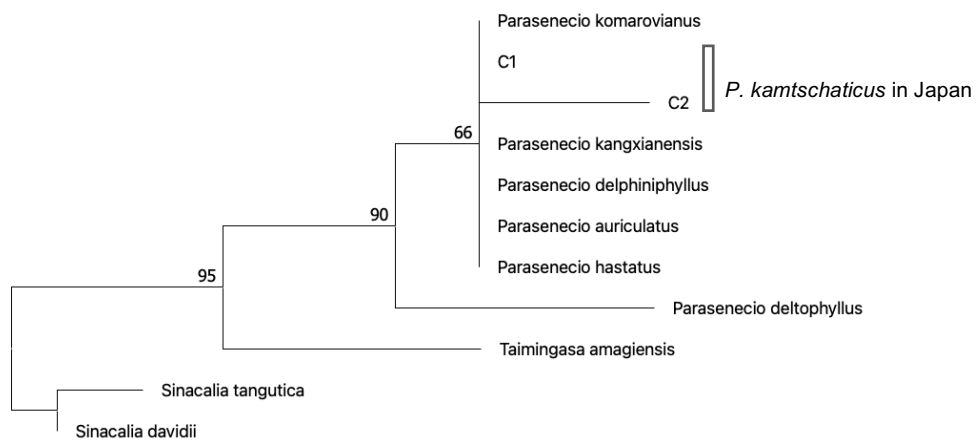 Parasenecio komarovianus
C1
C2
P. kamtschaticus in Japan
66
Parasenecio kangxianensis
Parasenecio delphiniphyllus
90
Parasenecio auriculatus
Parasenecio hastatus
95
Parasenecio deltophyllus
Taimingasa amagiensis
Sinacalia tangutica
Sinacalia davidii